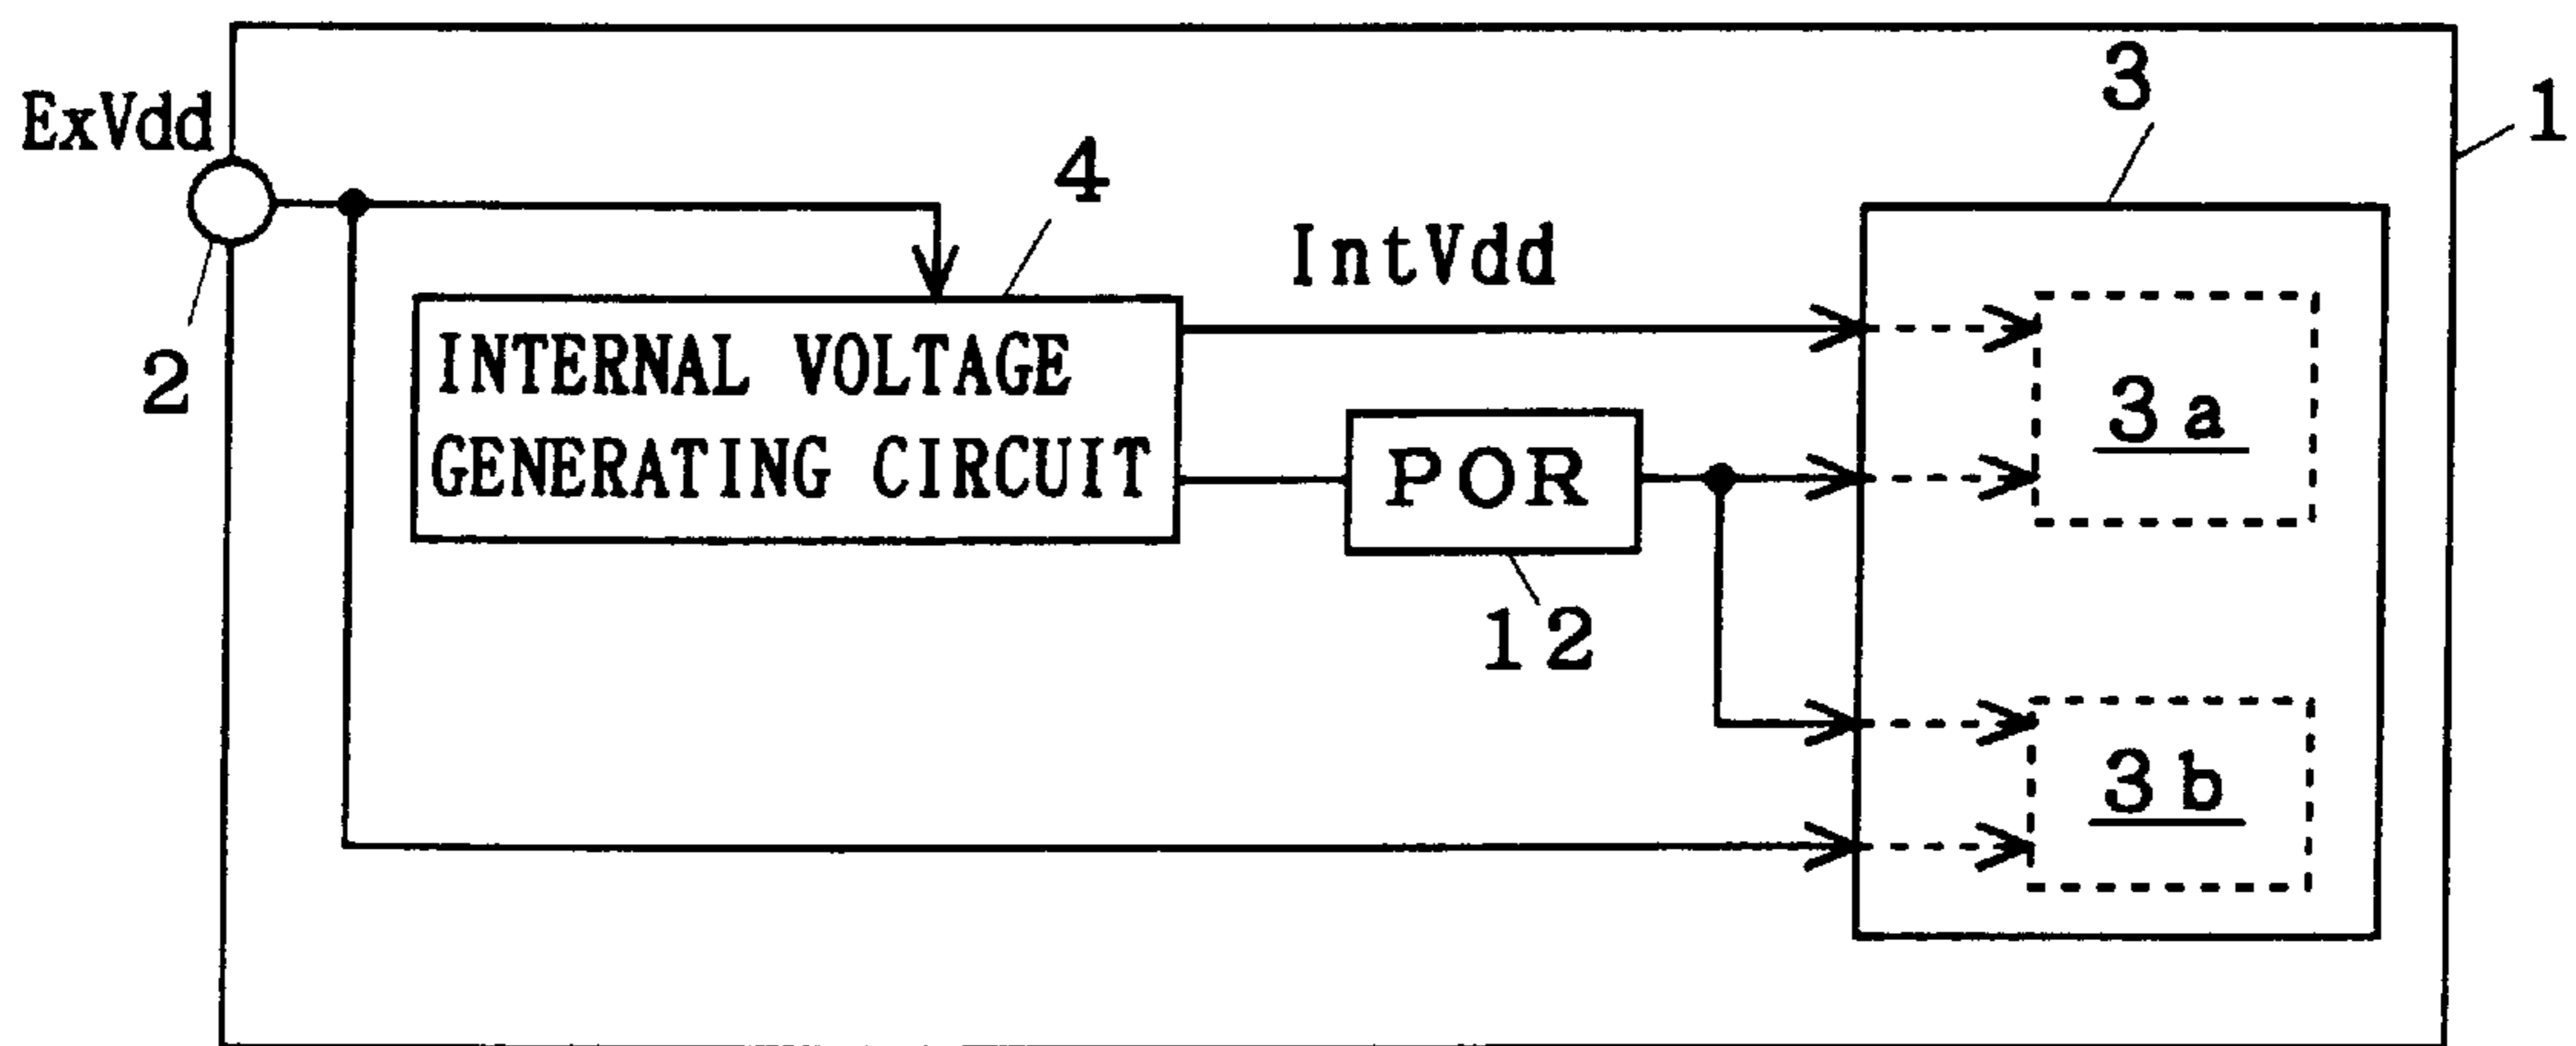 ExVdd
3
1
4
IntVdd
2
INTERNAL VOLTAGE
GENERATING CIRCUIT
POR
3a
12
3b